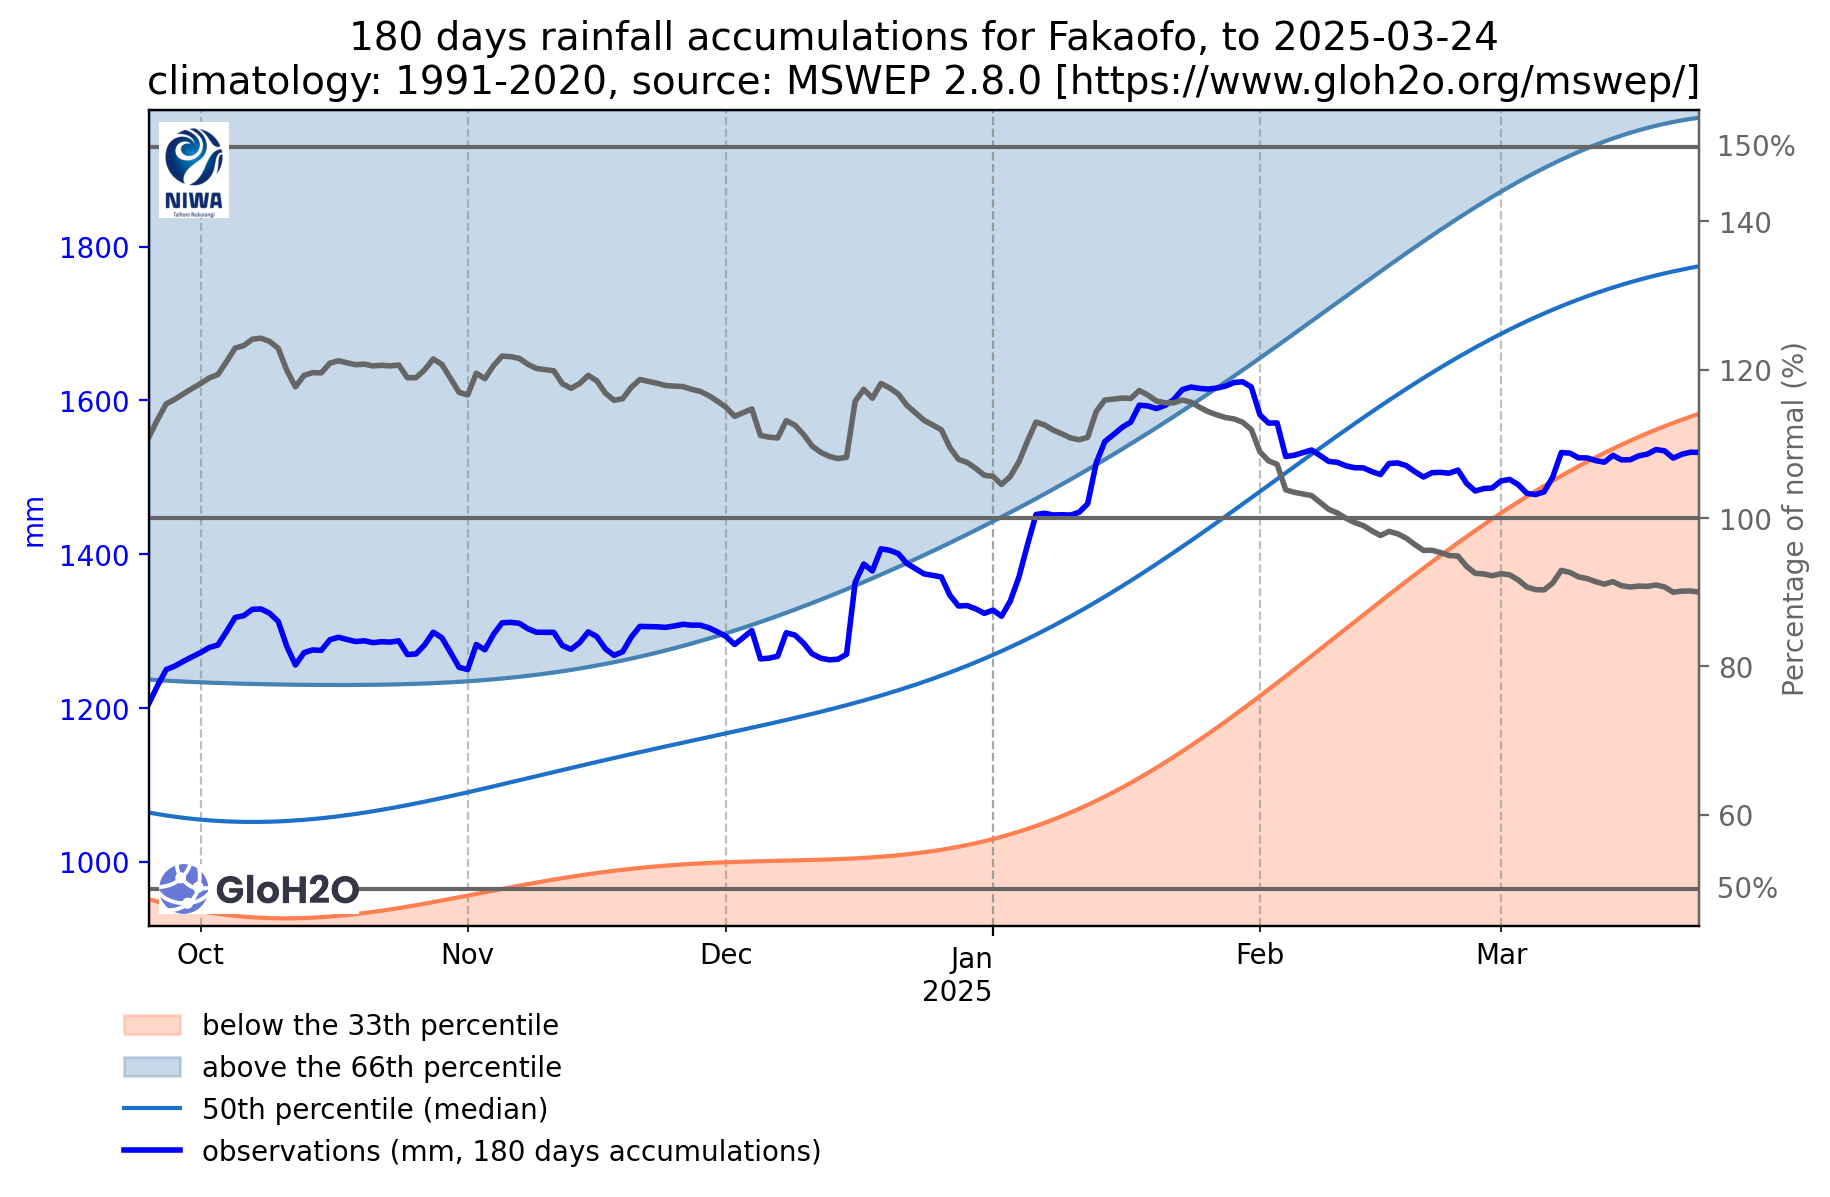 180 days rainfall accumulations for Fakaofo, to 2025-03-24
climatology: 1991-2020, source: MSWEP 2.8.0 [https://www.gloh2o.org/mswep/]
NIWA
Taihoro Nukurangi
150%
140
120
100
80
60
50%
Percentage of normal (%)
1800
1600
1400
1200
1000
mm
GloH2O
Oct
Nov
Dec
Jan
2025
Feb
Mar
below the 33th percentile
above the 66th percentile
50th percentile (median)
observations (mm, 180 days accumulations)